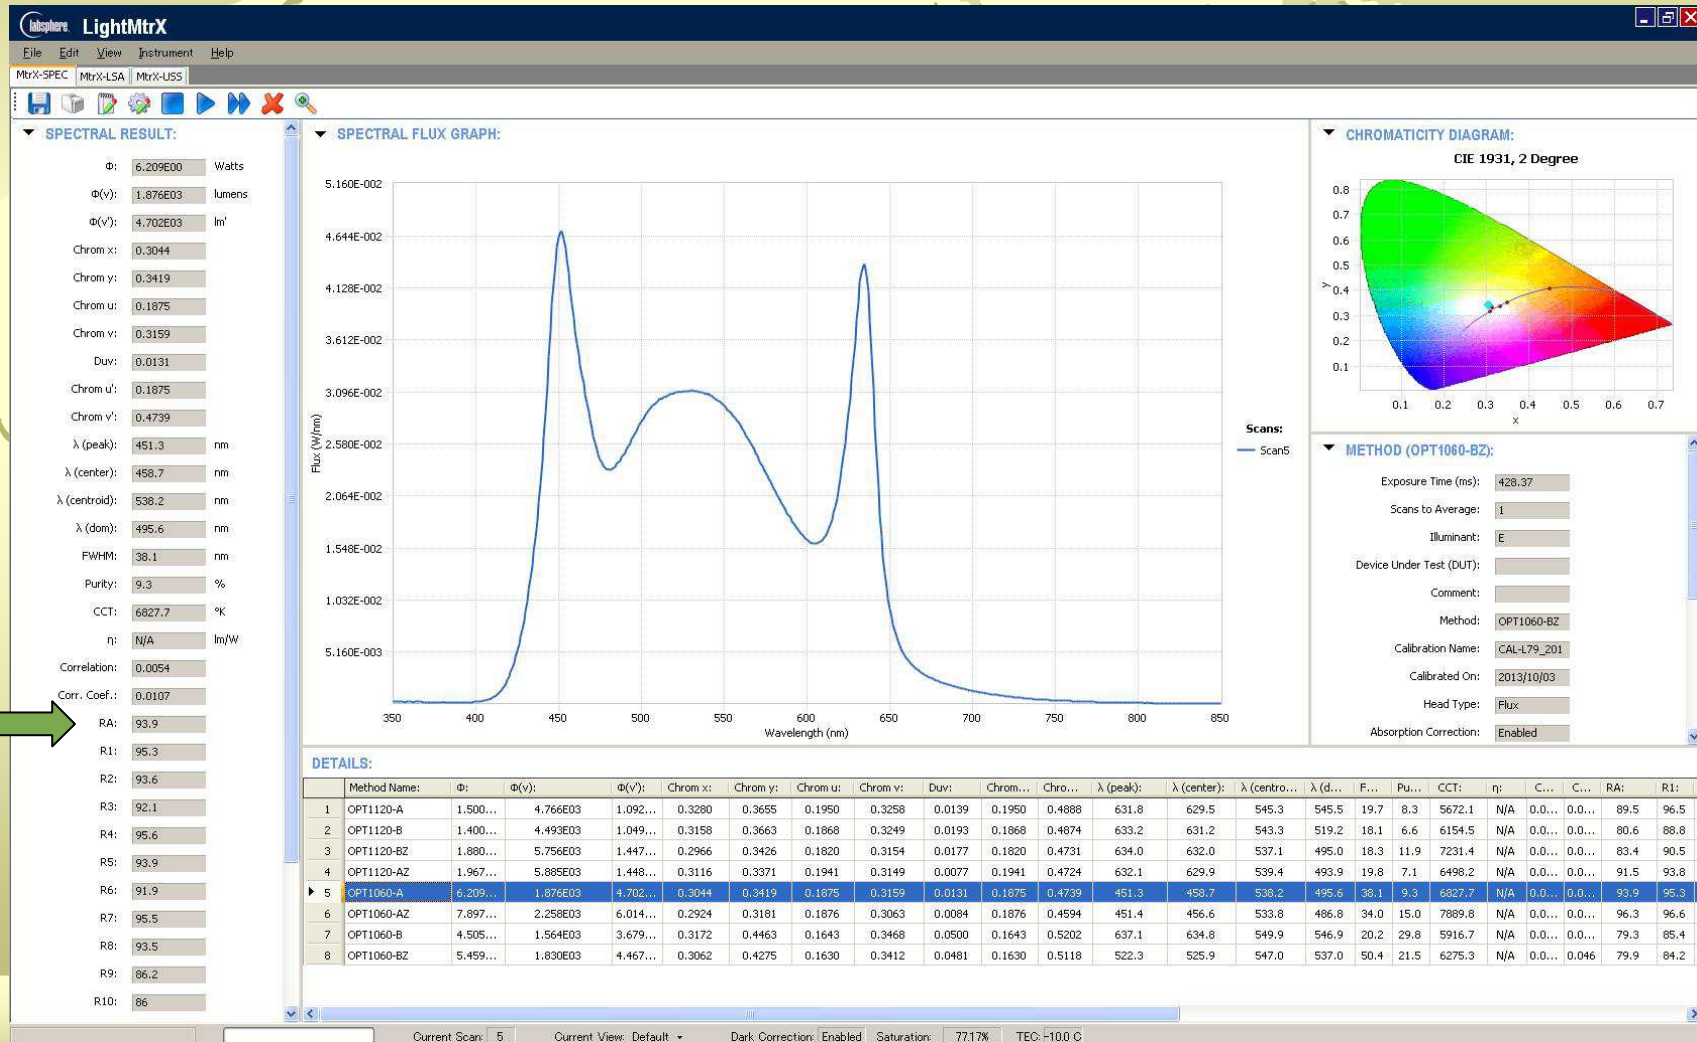 labsphere LightMtrX
File Edit View Instrument Help
MtrX-SPEC MtrX-LSA MtrX-USS
SPECTRAL RESULT:
Φ: 6.209E00 Watts
Φ(v): 1.876E03 lumens
Φ(v'): 4.702E03 lm'
Chrom x: 0.3044
Chrom y: 0.3419
Chrom u: 0.1875
Chrom v: 0.3159
Duv: 0.0131
Chrom u': 0.1875
Chrom v': 0.4739
λ (peak): 451.3 nm
λ (center): 458.7 nm
λ (centroid): 538.2 nm
λ (dom): 495.6 nm
FWHM: 38.1 nm
Purity: 9.3 %
CCT: 6827.7 °K
η: N/A lm/W
Correlation: 0.0054
Corr. Coef.: 0.0107
RA: 93.9
R1: 95.3
R2: 93.6
R3: 92.1
R4: 95.6
R5: 93.9
R6: 91.9
R7: 95.5
R8: 93.5
R9: 86.2
R10: 86
SPECTRAL FLUX GRAPH:
5.160E-002
4.644E-002
4.128E-002
3.612E-002
3.096E-002
2.580E-002
2.064E-002
1.548E-002
1.032E-002
5.160E-003
Flux (W/nm)
350 400 450 500 550 600 650 700 750 800 850
Wavelength (nm)
Scans:
Scan5
CHROMATICITY DIAGRAM:
CIE 1931, 2 Degree
0.8
0.7
0.6
0.5
0.4
0.3
0.2
0.1
y
0.1 0.2 0.3 0.4 0.5 0.6 0.7
x
METHOD (OPT1060-BZ):
Exposure Time (ms): 428.37
Scans to Average: 1
Illuminant: E
Device Under Test (DUT):
Comment:
Method: OPT1060-BZ
Calibration Name: CAL-L79_201
Calibrated On: 2013/10/03
Head Type: Flux
Absorption Correction: Enabled
DETAILS:
Method Name: Φ: Φ(v): Φ(v'): Chrom x: Chrom y: Chrom u: Chrom v: Duv: Chrom... Chro... λ (peak): λ (center): λ (centro... λ (d... F... Pu... CCT: η: C... C... RA: R1:
1 OPT1120-A 1.500... 4.766E03 1.092... 0.3280 0.3655 0.1950 0.3258 0.0139 0.1950 0.4888 631.8 629.5 545.3 545.5 19.7 8.3 5672.1 N/A 0.0... 0.0... 89.5 96.5
2 OPT1120-B 1.400... 4.493E03 1.049... 0.3158 0.3663 0.1868 0.3249 0.0193 0.1868 0.4874 633.2 631.2 543.3 519.2 18.1 6.6 6154.5 N/A 0.0... 0.0... 80.6 88.8
3 OPT1120-BZ 1.880... 5.756E03 1.447... 0.2966 0.3426 0.1820 0.3154 0.0177 0.1820 0.4731 634.0 632.0 537.1 495.0 18.3 11.9 7231.4 N/A 0.0... 0.0... 83.4 90.5
4 OPT1120-AZ 1.967... 5.885E03 1.448... 0.3116 0.3371 0.1941 0.3149 0.0077 0.1941 0.4724 632.1 629.9 539.4 493.9 19.8 7.1 6498.2 N/A 0.0... 0.0... 91.5 93.8
5 OPT1060-A 6.209... 1.876E03 4.702... 0.3044 0.3419 0.1875 0.3159 0.0131 0.1875 0.4739 451.3 458.7 538.2 495.6 38.1 9.3 6827.7 N/A 0.0... 0.0... 93.9 95.3
6 OPT1060-AZ 7.897... 2.258E03 6.014... 0.2924 0.3181 0.1876 0.3063 0.0084 0.1876 0.4594 451.4 456.6 533.8 486.8 34.0 15.0 7889.8 N/A 0.0... 0.0... 96.3 96.6
7 OPT1060-B 4.505... 1.564E03 3.679... 0.3172 0.4463 0.1643 0.3468 0.0500 0.1643 0.5202 637.1 634.8 549.9 546.9 20.2 29.8 5916.7 N/A 0.0... 0.0... 79.3 85.4
8 OPT1060-BZ 5.459... 1.830E03 4.467... 0.3062 0.4275 0.1630 0.3412 0.0481 0.1630 0.5118 522.3 525.9 547.0 537.0 50.4 21.5 6275.3 N/A 0.0... 0.046 79.9 84.2
Current Scan: 5 Current View: Default Dark Correction: Enabled Saturation: 77.17% TEC: -10.0 C